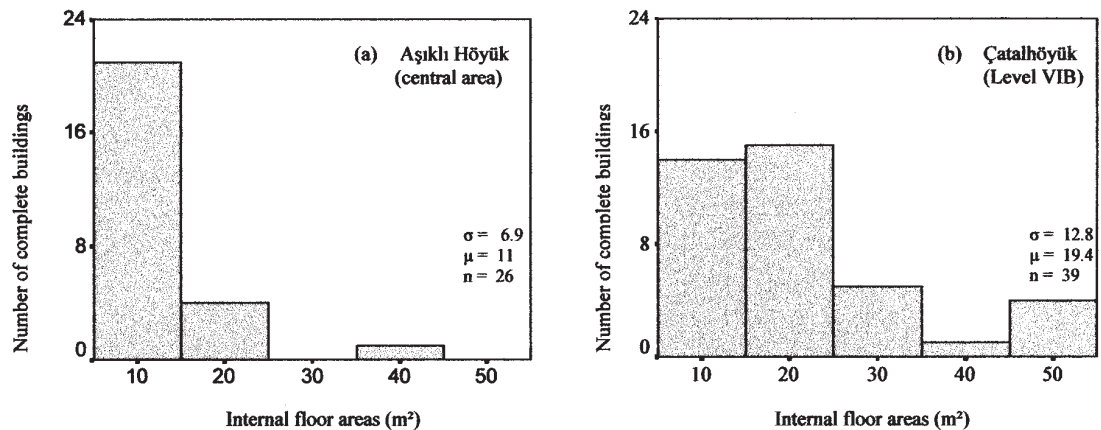 24
16
8
0
Number of complete buildings
(a) Aşıklı Höyük
(central area)
σ = 6.9
μ = 11
n = 26
10 20 30 40 50
Internal floor areas (m²)
24
16
8
0
Number of complete buildings
(b) Çatalhöyük
(Level VIB)
σ = 12.8
μ = 19.4
n = 39
10 20 30 40 50
Internal floor areas (m²)